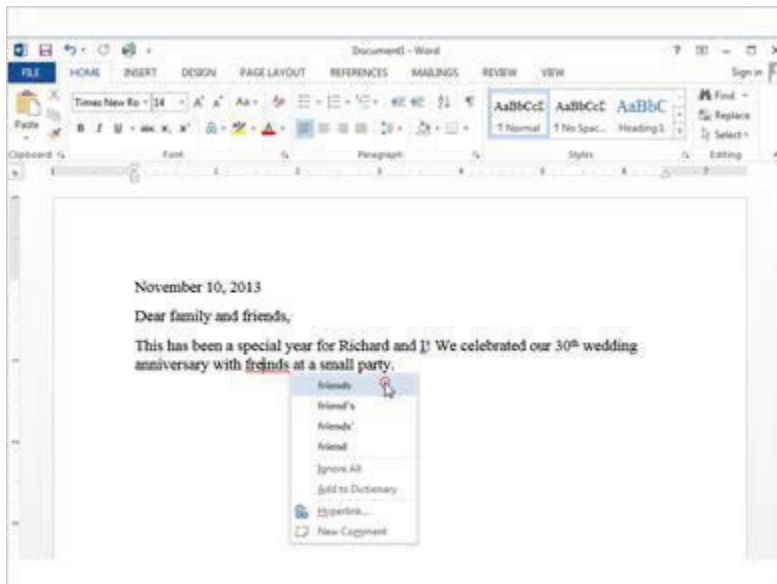 Document1 - Word
FILE HOME INSERT DESIGN PAGE LAYOUT REFERENCES MAILINGS REVIEW VIEW Sign in
Paste
Times New Ro 14
AaBbCcD AaBbCcD AaBbC
¶ Normal ¶ No Spac... Heading 1
Find
Replace
Select
Clipboard Font Paragraph Styles Editing
November 10, 2013
Dear family and friends,
This has been a special year for Richard and I! We celebrated our 30th wedding
anniversary with freinds at a small party.
friends
friend's
friends'
friend
Ignore All
Add to Dictionary
Hyperlink...
New Comment